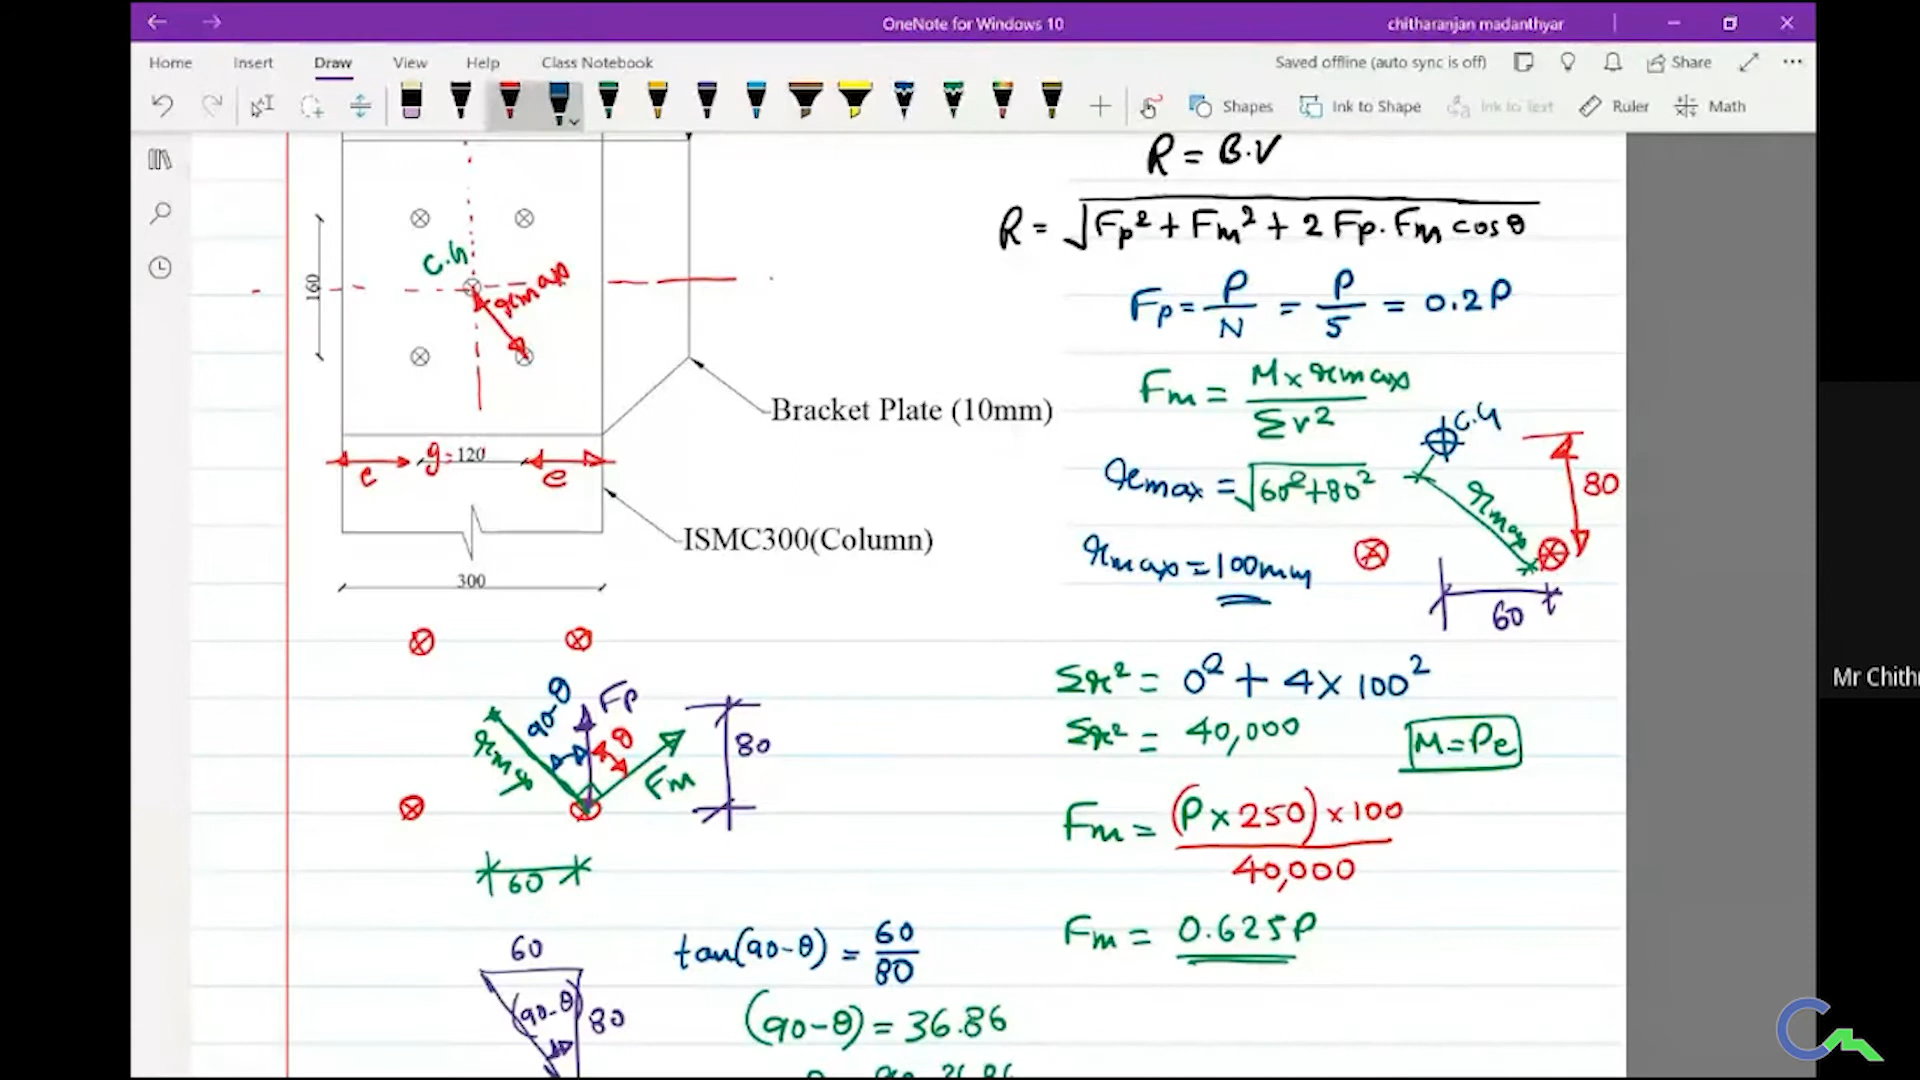 OneNote for Windows 10
chitharanjan madanthyar
Home Insert Draw View Help Class Notebook
Saved offline (auto sync is off) Share
Shapes Ink to Shape Ink to Text Ruler Math
160
C.G
rmax
e g=120 e
300
Bracket Plate (10mm)
ISMC300(Column)
R = B.V
R = √Fp² + Fm² + 2 Fp. Fm cosθ
Fp = P/N = P/5 = 0.2P
Fm = M x rmax / Σr²
rmax = √60²+80²
rmax = 100mm
C.G
80
rmax
60
Σr² = 0² + 4 x 100²
Σr² = 40,000
M = Pe
Fm = (P x 250) x 100 / 40,000
Fm = 0.625P
90-θ Fp θ
rmax Fm
80
60
60
(90-θ) 80
tan(90-θ) = 60/80
(90-θ) = 36.86
Mr Chithr